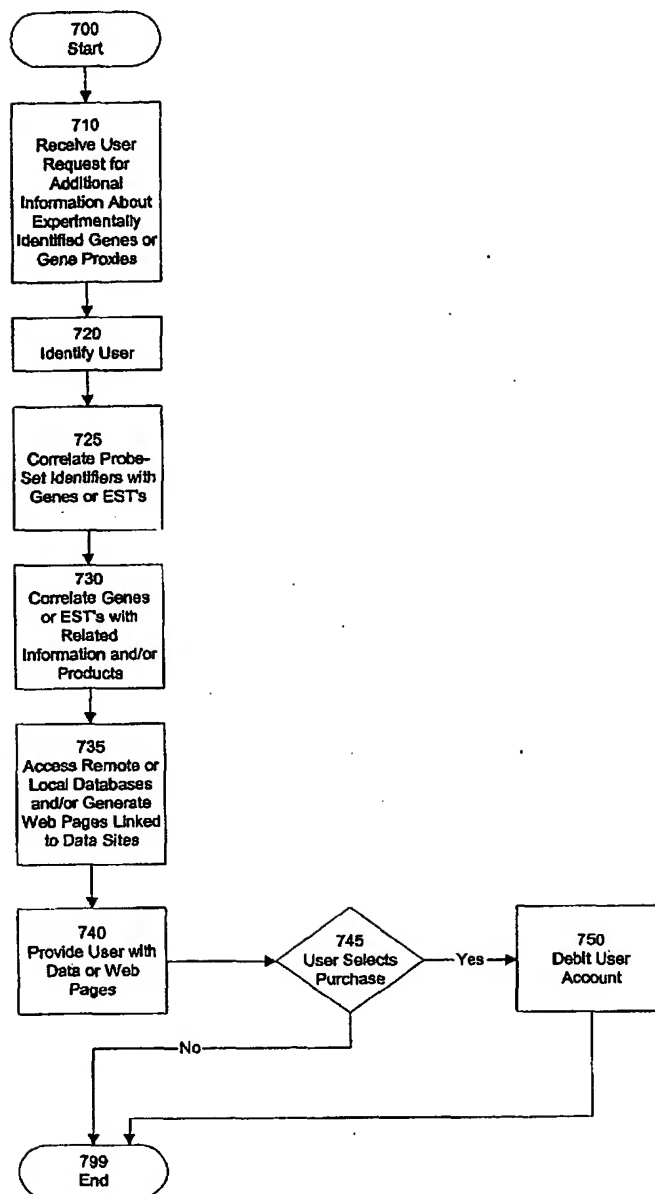 700
Start
710
Receive User
Request for
Additional
Information About
Experimentally
Identified Genes or
Gene Proxies
720
Identify User
725
Correlate Probe-
Set Identifiers with
Genes or EST's
730
Correlate Genes
or EST's with
Related
Information and/or
Products
735
Access Remote or
Local Databases
and/or Generate
Web Pages Linked
to Data Sites
740
Provide User with
Data or Web
Pages
745
User Selects
Purchase
Yes
750
Debit User
Account
No
799
End